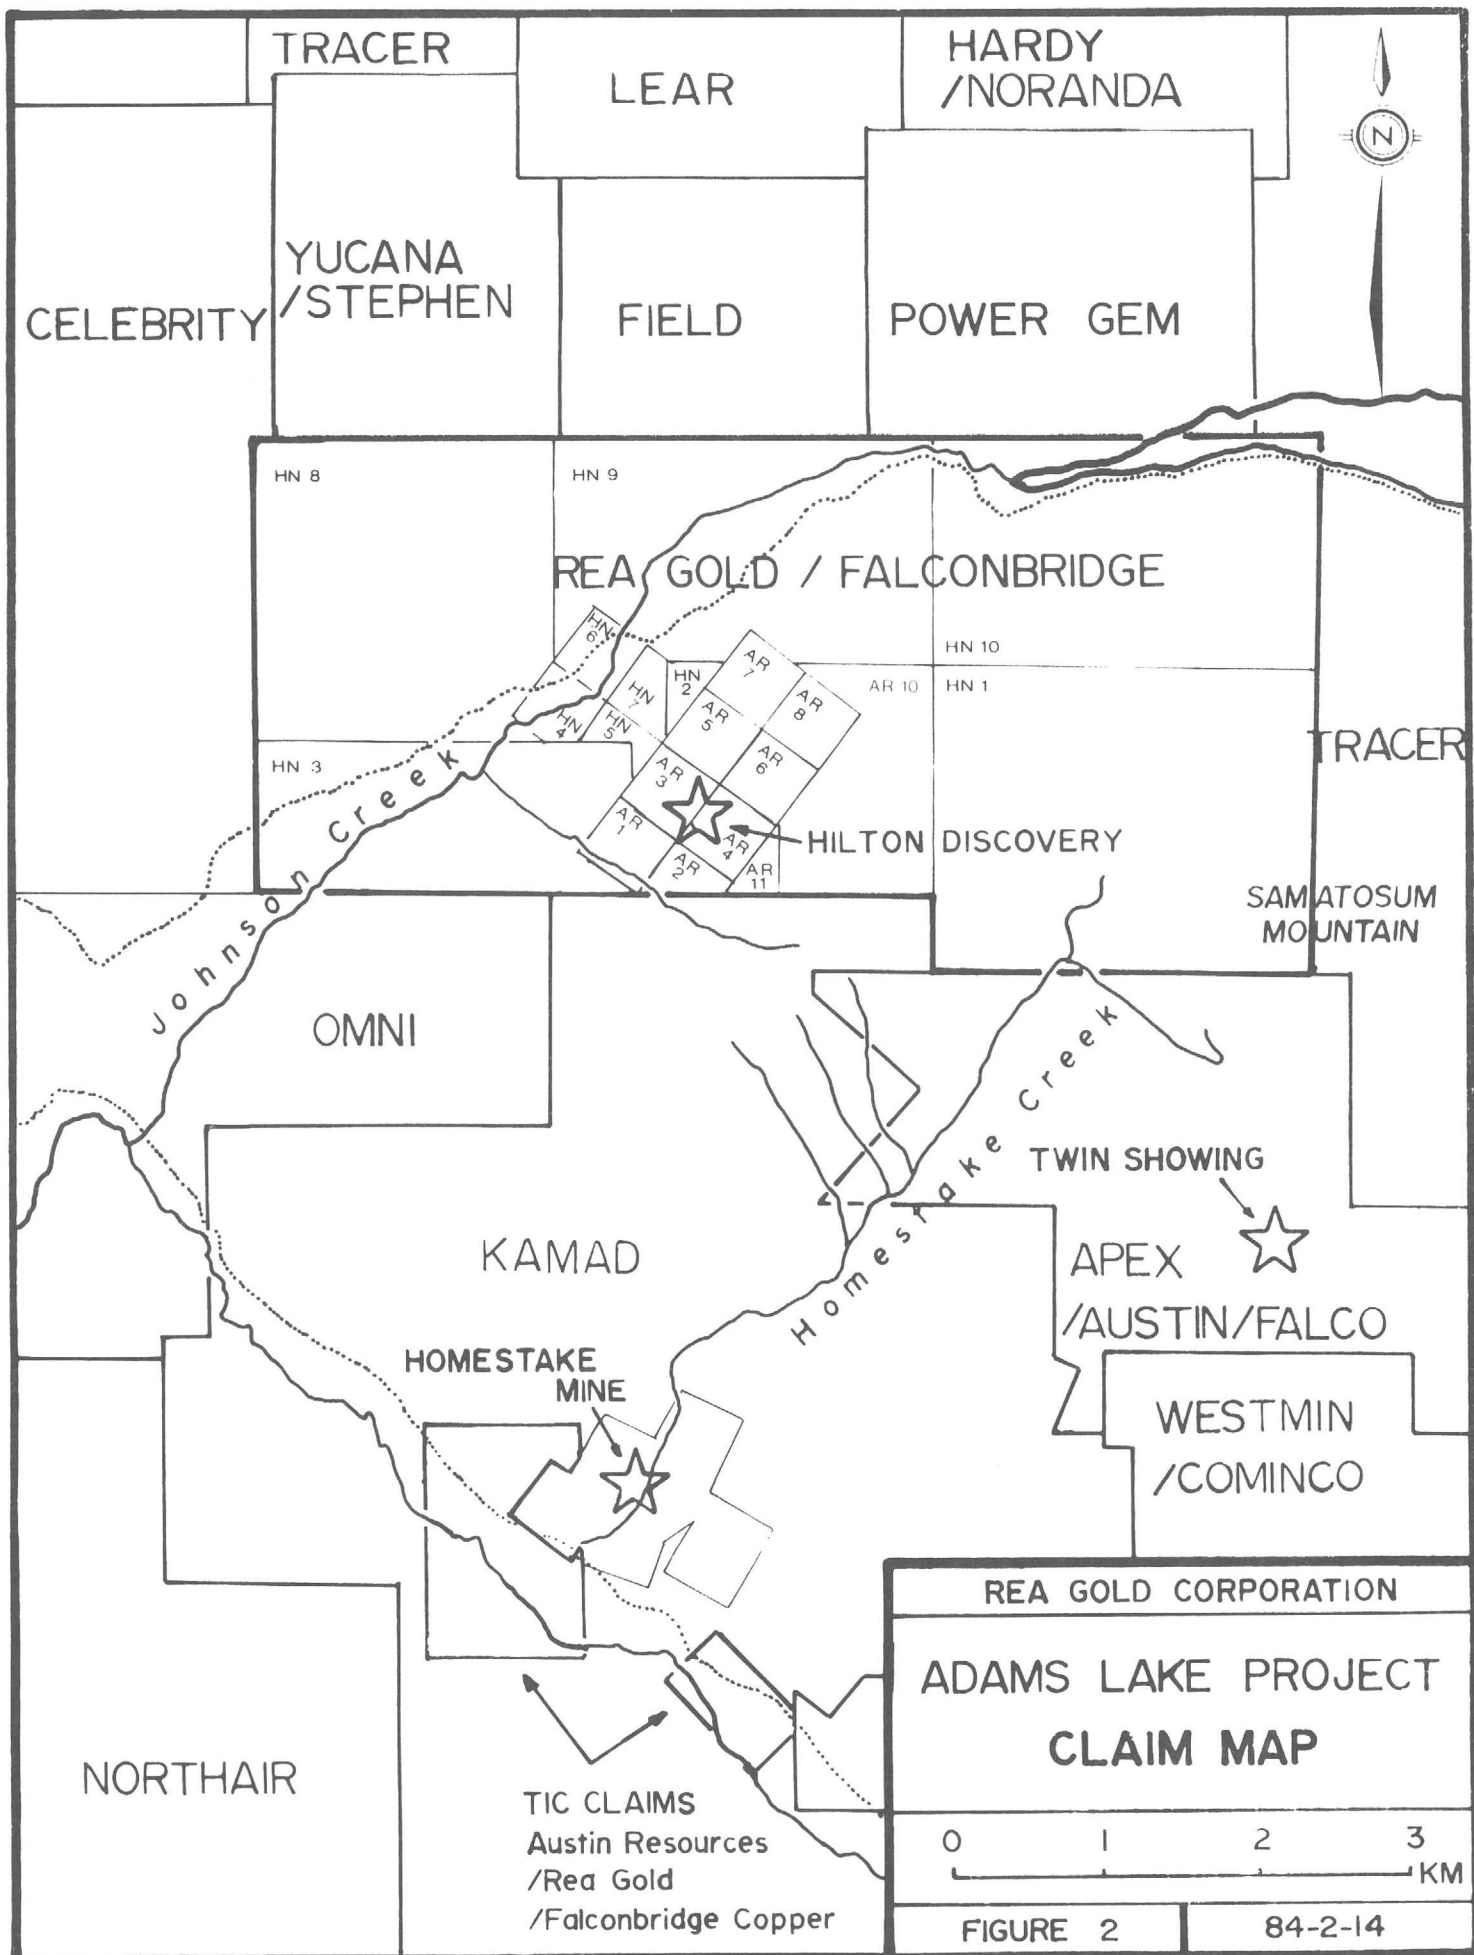 TRACER
LEAR
HARDY
/NORANDA
N
YUCANA
/STEPHEN
CELEBRITY
FIELD
POWER GEM
HN 8
HN 9
REA GOLD / FALCONBRIDGE
HN
6
HN 10
AR
7
HN
2
HN
7
AR 10
HN 1
AR
8
AR
5
HN
4
HN
5
TRACER
AR
6
HN 3
AR
3
Johnson Creek
AR
1
HILTON DISCOVERY
AR
4
AR
2
AR
11
SAMATOSUM
MOUNTAIN
OMNI
Homestake Creek
TWIN SHOWING
KAMAD
APEX
/AUSTIN/FALCO
HOMESTAKE
MINE
WESTMIN
/COMINCO
REA GOLD CORPORATION
ADAMS LAKE PROJECT
CLAIM MAP
NORTHAIR
TIC CLAIMS
Austin Resources
/Rea Gold
/Falconbridge Copper
0 1 2 3
KM
FIGURE 2
84-2-14